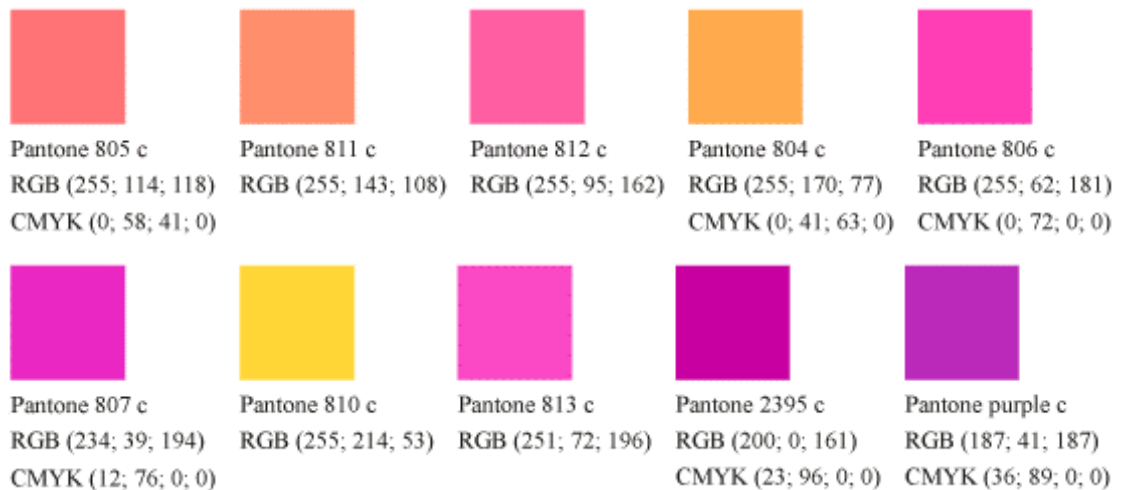 Pantone 805 c
RGB (255; 114; 118)
CMYK (0; 58; 41; 0)
Pantone 811 c
RGB (255; 143; 108)
Pantone 812 c
RGB (255; 95; 162)
Pantone 804 c
RGB (255; 170; 77)
CMYK (0; 41; 63; 0)
Pantone 806 c
RGB (255; 62; 181)
CMYK (0; 72; 0; 0)
Pantone 807 c
RGB (234; 39; 194)
CMYK (12; 76; 0; 0)
Pantone 810 c
RGB (255; 214; 53)
Pantone 813 c
RGB (251; 72; 196)
Pantone 2395 c
RGB (200; 0; 161)
CMYK (23; 96; 0; 0)
Pantone purple c
RGB (187; 41; 187)
CMYK (36; 89; 0; 0)